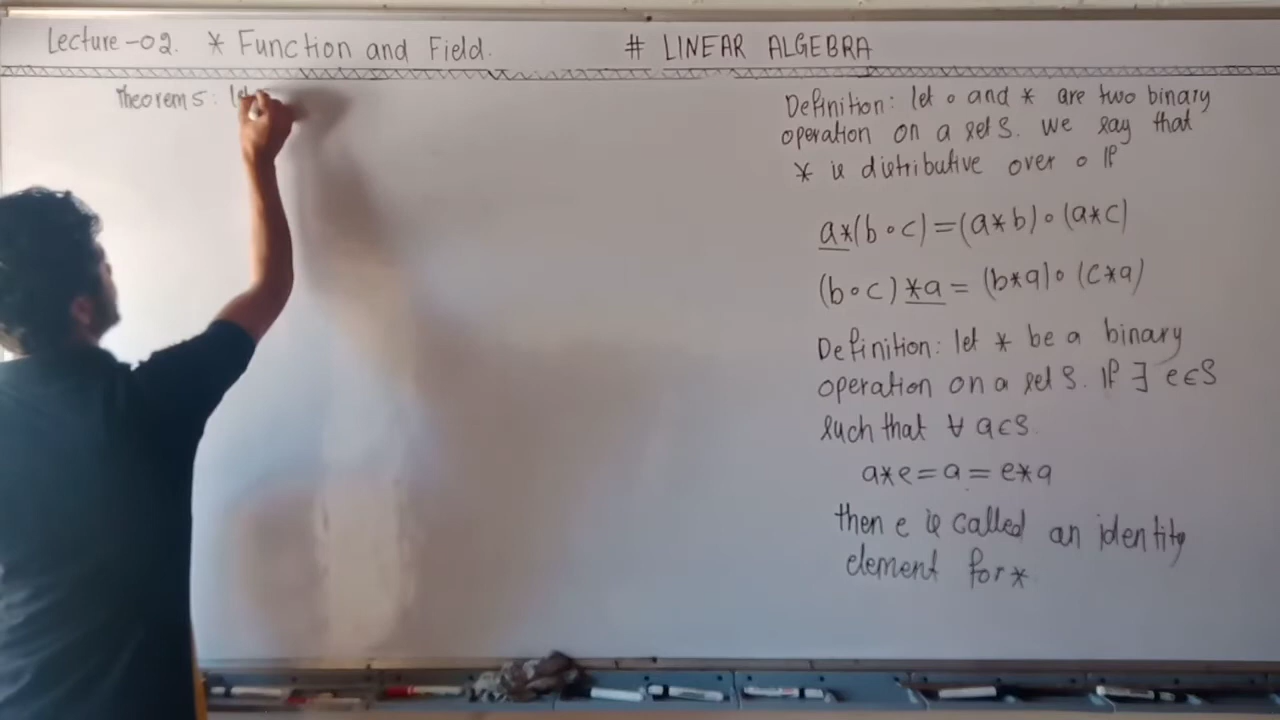 Lecture-02. * Function and Field. # LINEAR ALGEBRA
Theorem 5: let
Definition: let ∘ and * are two binary
operation on a set S. we say that
* is distributive over ∘ if
a*(b∘c)=(a*b)∘(a*c)
(b∘c)*a = (b*a)∘(c*a)
Definition: let * be a binary
operation on a set S. If ∃ e∈S
such that ∀ a∈S
a*e=a=e*a
then e is called an identity
element for *